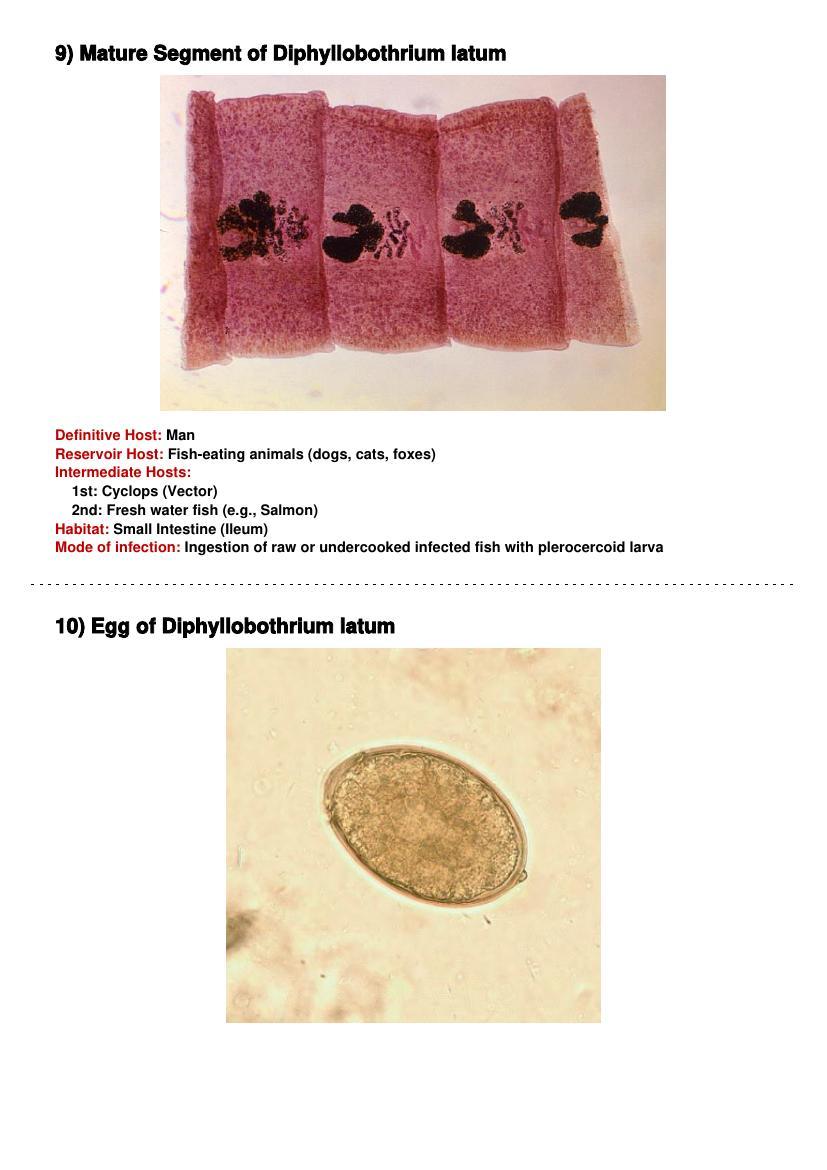 9) Mature Segment of Diphyllobothrium latum
Definitive Host: Man
Reservoir Host: Fish-eating animals (dogs, cats, foxes)
Intermediate Hosts:
1st: Cyclops (Vector)
2nd: Fresh water fish (e.g., Salmon)
Habitat: Small Intestine (Ileum)
Mode of infection: Ingestion of raw or undercooked infected fish with plerocercoid larva
10) Egg of Diphyllobothrium latum